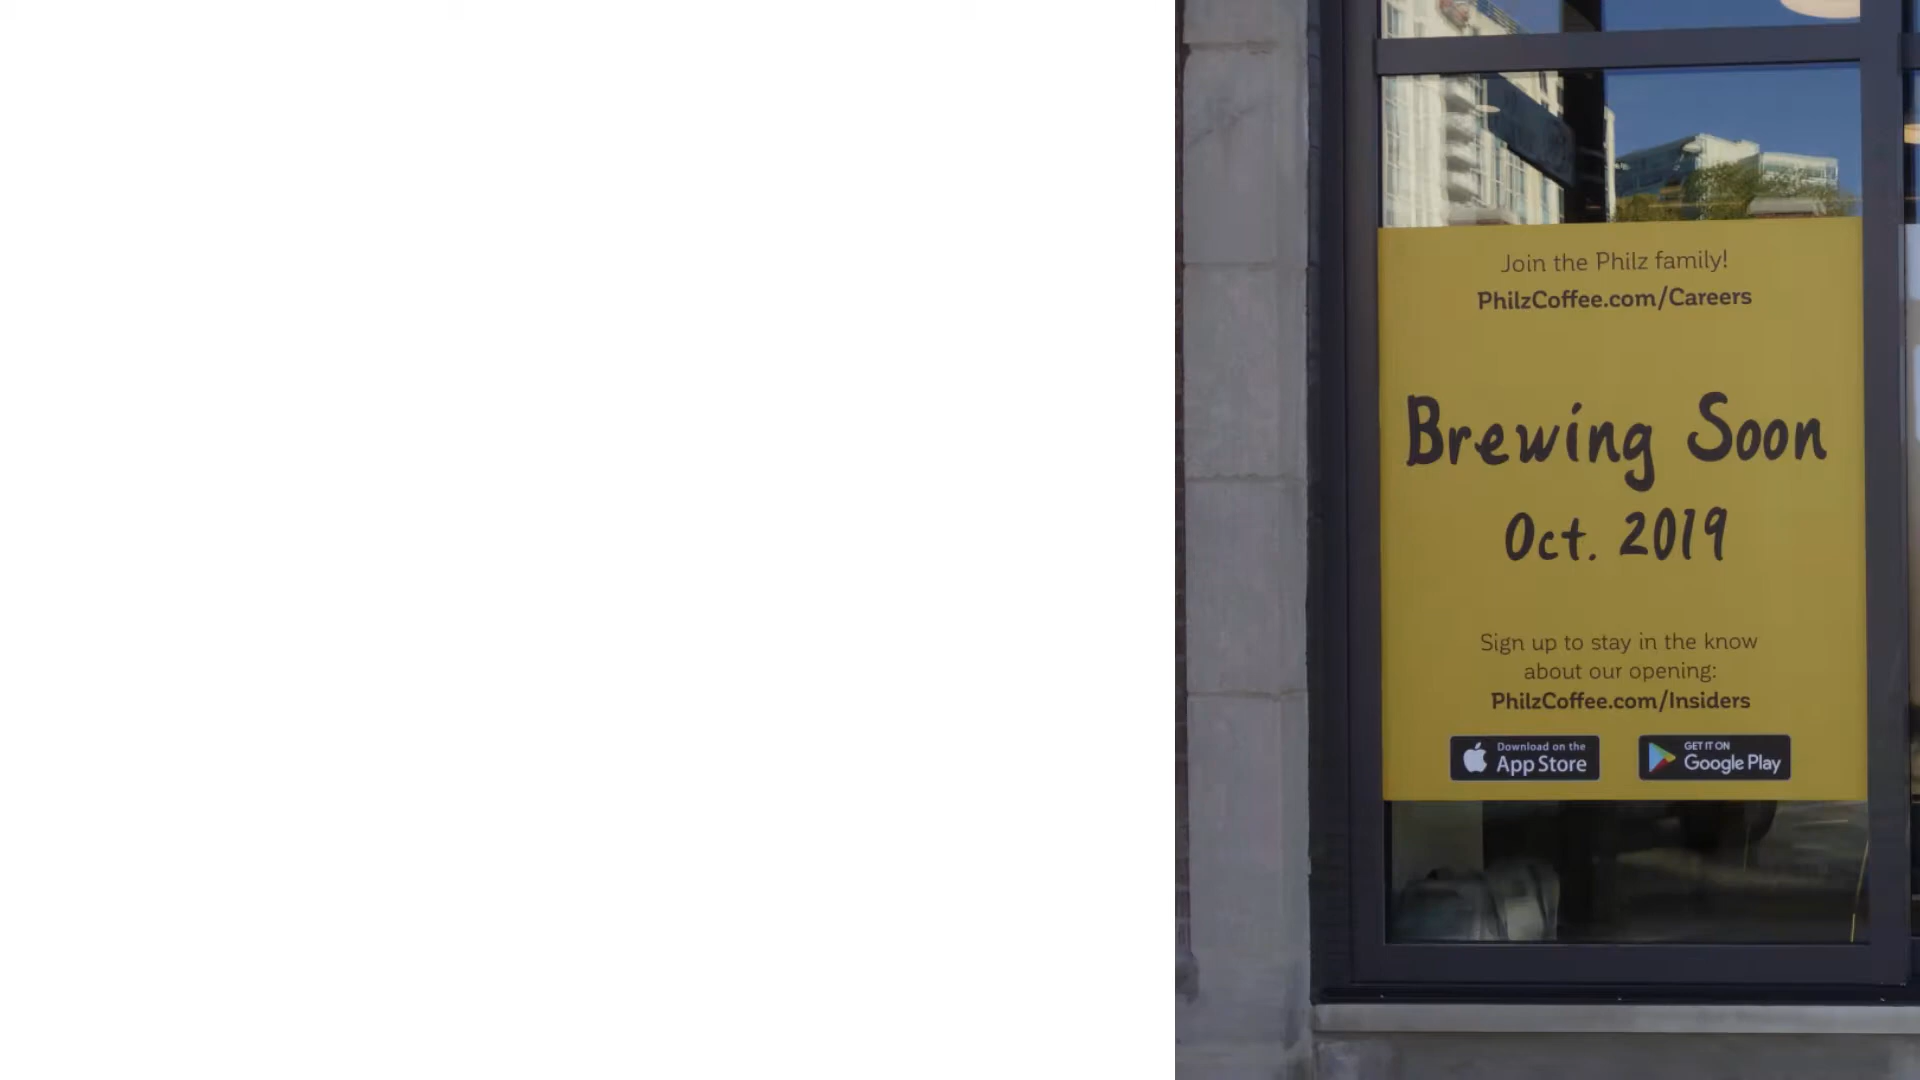 Join the Philz family!
PhilzCoffee.com/Careers
Brewing Soon
Oct. 2019
Sign up to stay in the know
about our opening:
PhilzCoffee.com/Insiders
Download on the
App Store
GET IT ON
Google Play